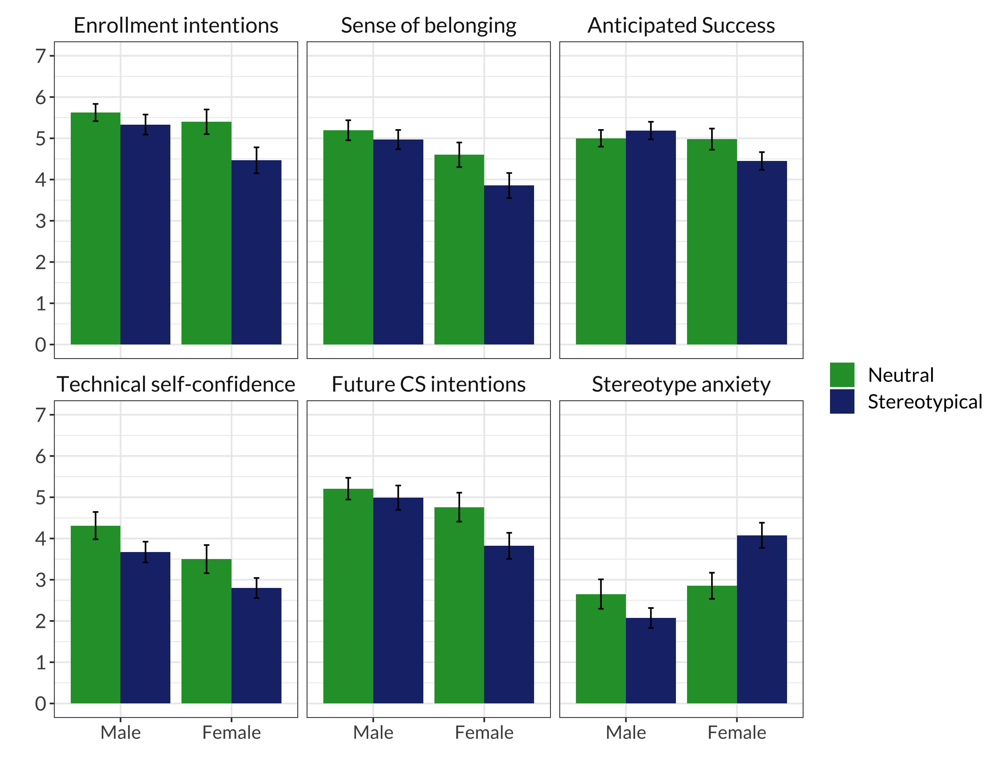 Enrollment intentions
Sense of belonging
Anticipated Success
7
6
5
4
3
2
1
0
Technical self-confidence
Future CS intentions
Stereotype anxiety
7
6
5
4
3
2
1
0
Male
Female
Male
Female
Male
Female
Neutral
Stereotypical